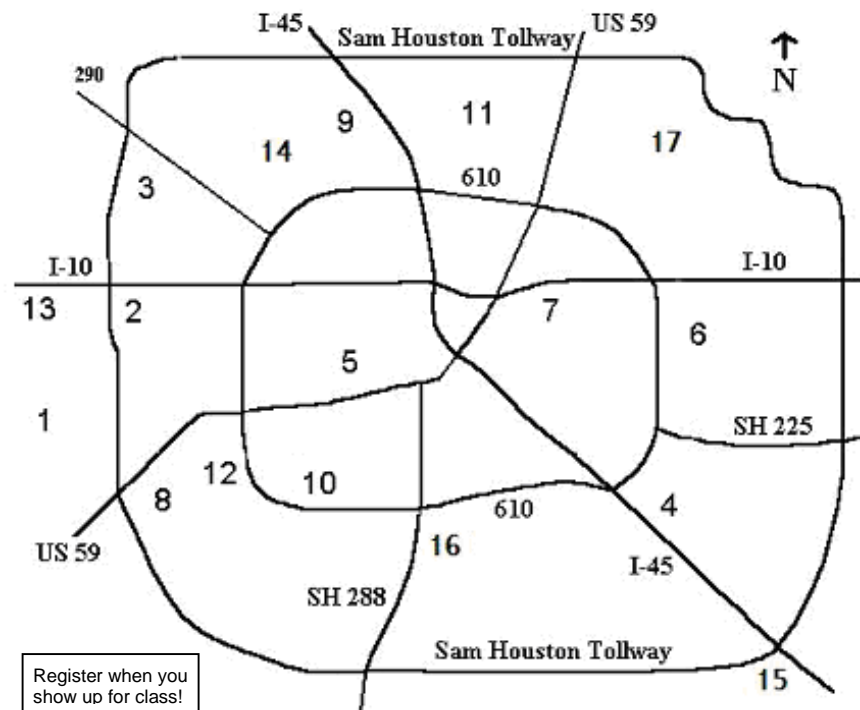 I-45
Sam Houston Tollway
US 59
N
290
9
11
17
14
3
610
I-10
I-10
13
2
7
6
5
1
SH 225
12
10
8
4
610
16
US 59
I-45
SH 288
Sam Houston Tollway
15
Register when you
show up for class!